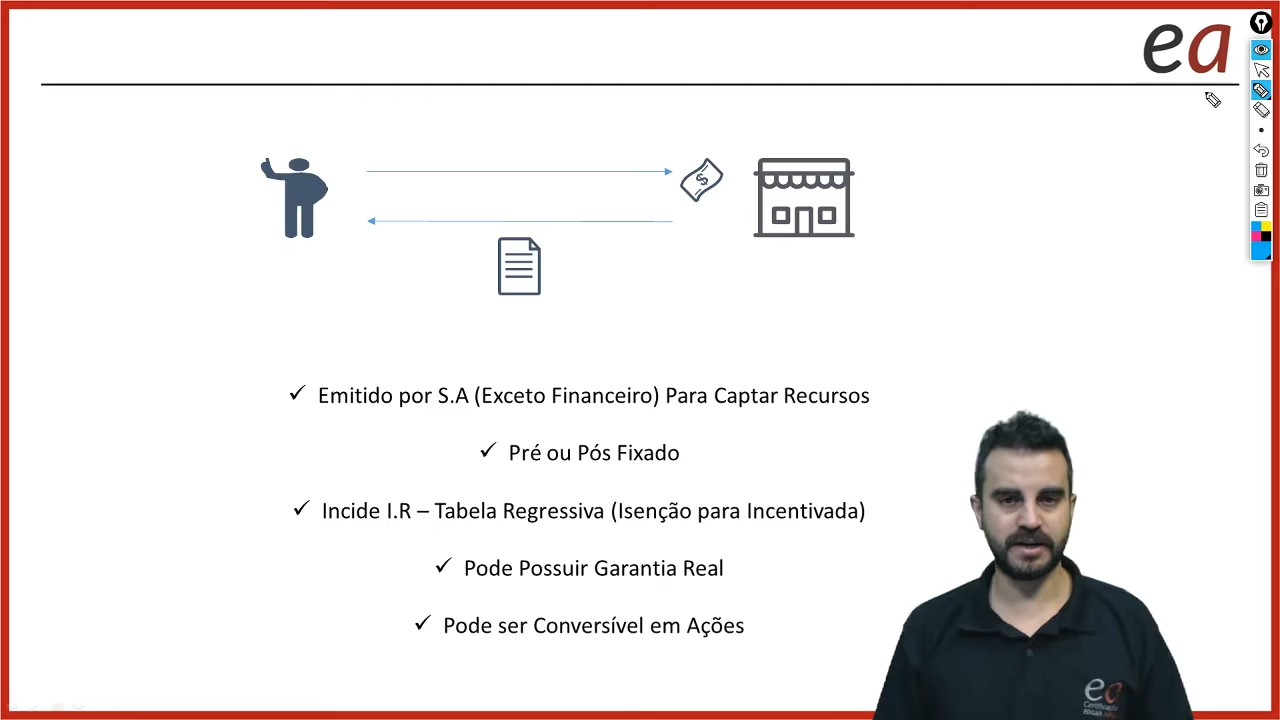 ea
$
✓ Emitido por S.A (Exceto Financeiro) Para Captar Recursos
✓ Pré ou Pós Fixado
✓ Incide I.R – Tabela Regressiva (Isenção para Incentivada)
✓ Pode Possuir Garantia Real
✓ Pode ser Conversível em Ações
ea